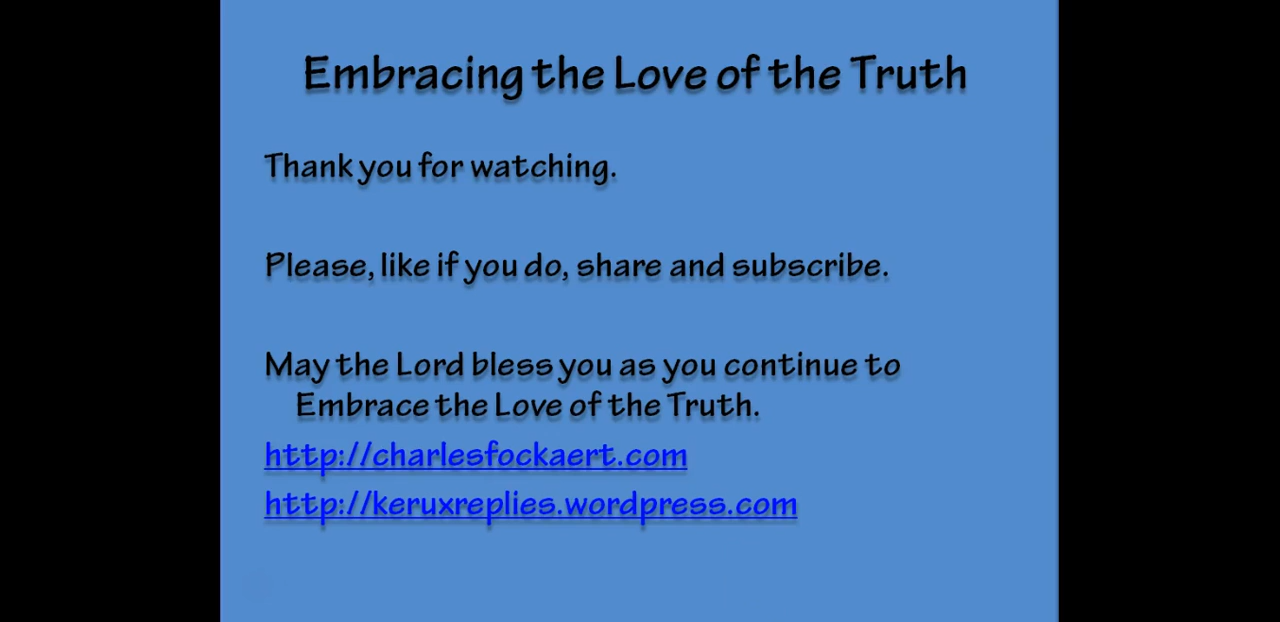 Embracing the Love of the Truth
Thank you for watching.
Please, like if you do, share and subscribe.
May the Lord bless you as you continue to
Embrace the Love of the Truth.
http://charlesfockaert.com
http://keruxreplies.wordpress.com